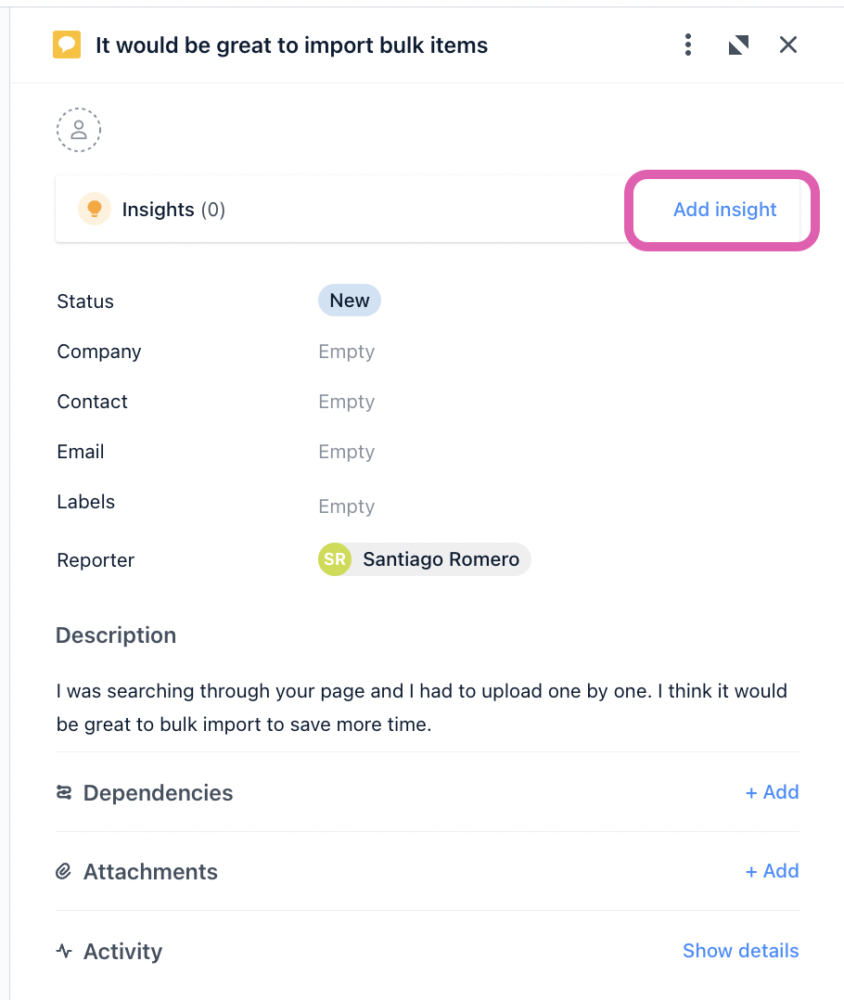 It would be great to import bulk items
Insights (0)
Add insight
Status
New
Company
Empty
Contact
Empty
Email
Empty
Labels
Empty
Reporter
SR
Santiago Romero
Description
I was searching through your page and I had to upload one by one. I think it would
be great to bulk import to save more time.
Dependencies
+ Add
Attachments
+ Add
Activity
Show details